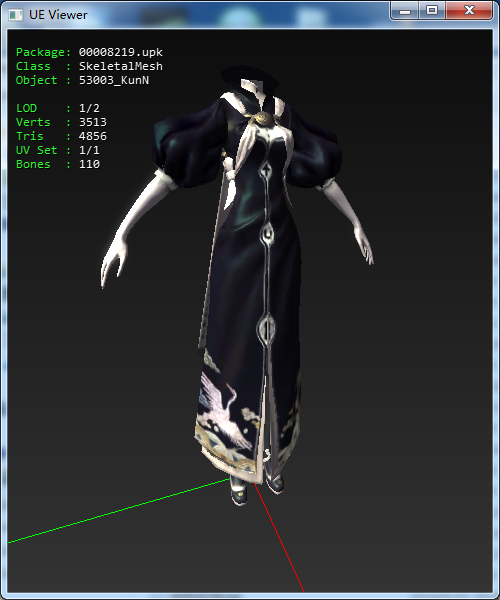 UE Viewer
Package: 00008219.upk
Class : SkeletalMesh
Object : 53003_KunN
LOD : 1/2
Verts : 3513
Tris : 4856
UV Set : 1/1
Bones : 110